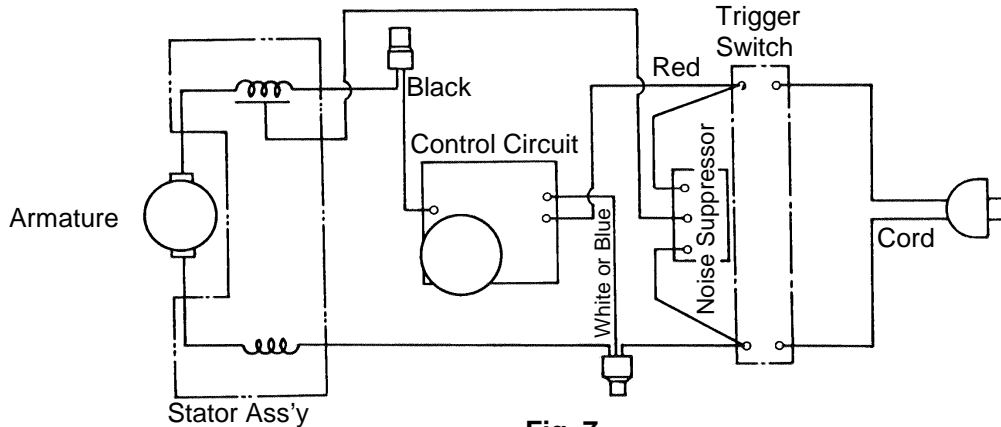 Trigger
Switch
Red
Black
Control Circuit
Armature
White or Blue
Noise Suppressor
Cord
Stator Ass'y
Fig. 7